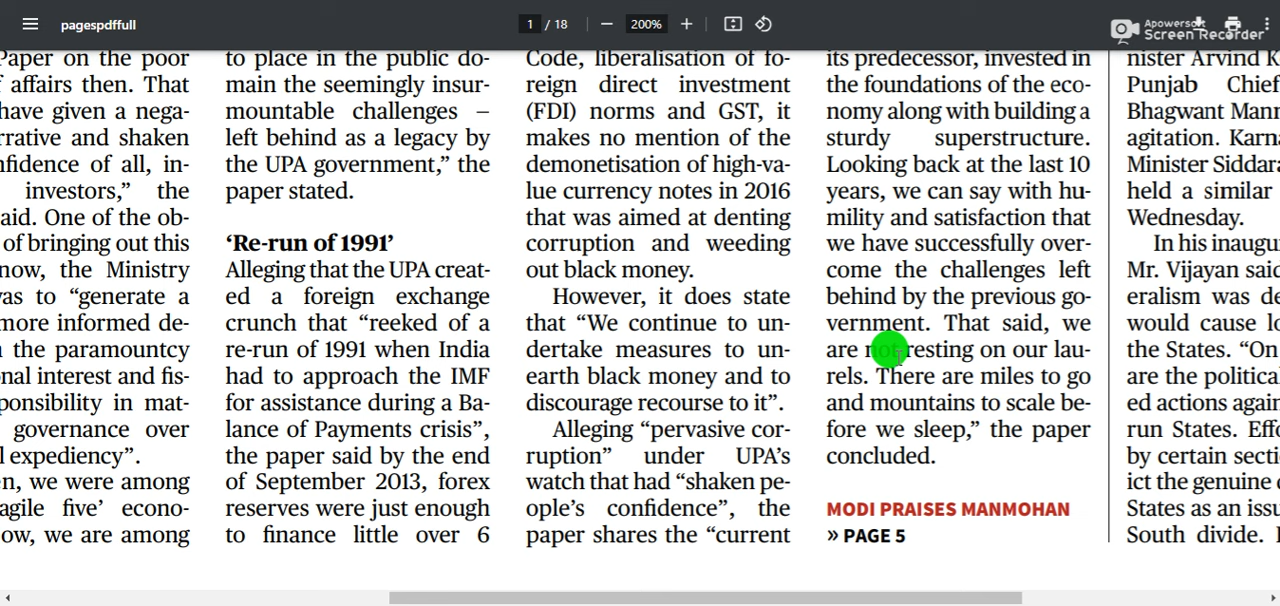 pagespdffull
1 / 18
200%
Apowersoft
Screen Recorder
Paper on the poor
affairs then. That
have given a nega-
rrative and shaken
nfidence of all, in-
investors,” the
aid. One of the ob-
of bringing out this
now, the Ministry
as to “generate a
more informed de-
the paramountcy
nal interest and fis-
ponsibility in mat-
governance over
l expediency”.
n, we were among
agile five’ econo-
ow, we are among
to place in the public do-
main the seemingly insur-
mountable challenges –
left behind as a legacy by
the UPA government,” the
paper stated.
‘Re-run of 1991’
Alleging that the UPA creat-
ed a foreign exchange
crunch that “reeked of a
re-run of 1991 when India
had to approach the IMF
for assistance during a Ba-
lance of Payments crisis”,
the paper said by the end
of September 2013, forex
reserves were just enough
to finance little over 6
Code, liberalisation of fo-
reign direct investment
(FDI) norms and GST, it
makes no mention of the
demonetisation of high-va-
lue currency notes in 2016
that was aimed at denting
corruption and weeding
out black money.
However, it does state
that “We continue to un-
dertake measures to un-
earth black money and to
discourage recourse to it”.
Alleging “pervasive cor-
ruption” under UPA’s
watch that had “shaken pe-
ople’s confidence”, the
paper shares the “current
its predecessor, invested in
the foundations of the eco-
nomy along with building a
sturdy superstructure.
Looking back at the last 10
years, we can say with hu-
mility and satisfaction that
we have successfully over-
come the challenges left
behind by the previous go-
vernment. That said, we
are not resting on our lau-
rels. There are miles to go
and mountains to scale be-
fore we sleep,” the paper
concluded.
MODI PRAISES MANMOHAN
» PAGE 5
nister Arvind K
Punjab Chief
Bhagwant Mann
agitation. Karna
Minister Siddara
held a similar
Wednesday.
In his inaugu
Mr. Vijayan said
eralism was de
would cause lo
the States. “On
are the political
ed actions again
run States. Effo
by certain secti
ict the genuine
States as an issu
South divide. I